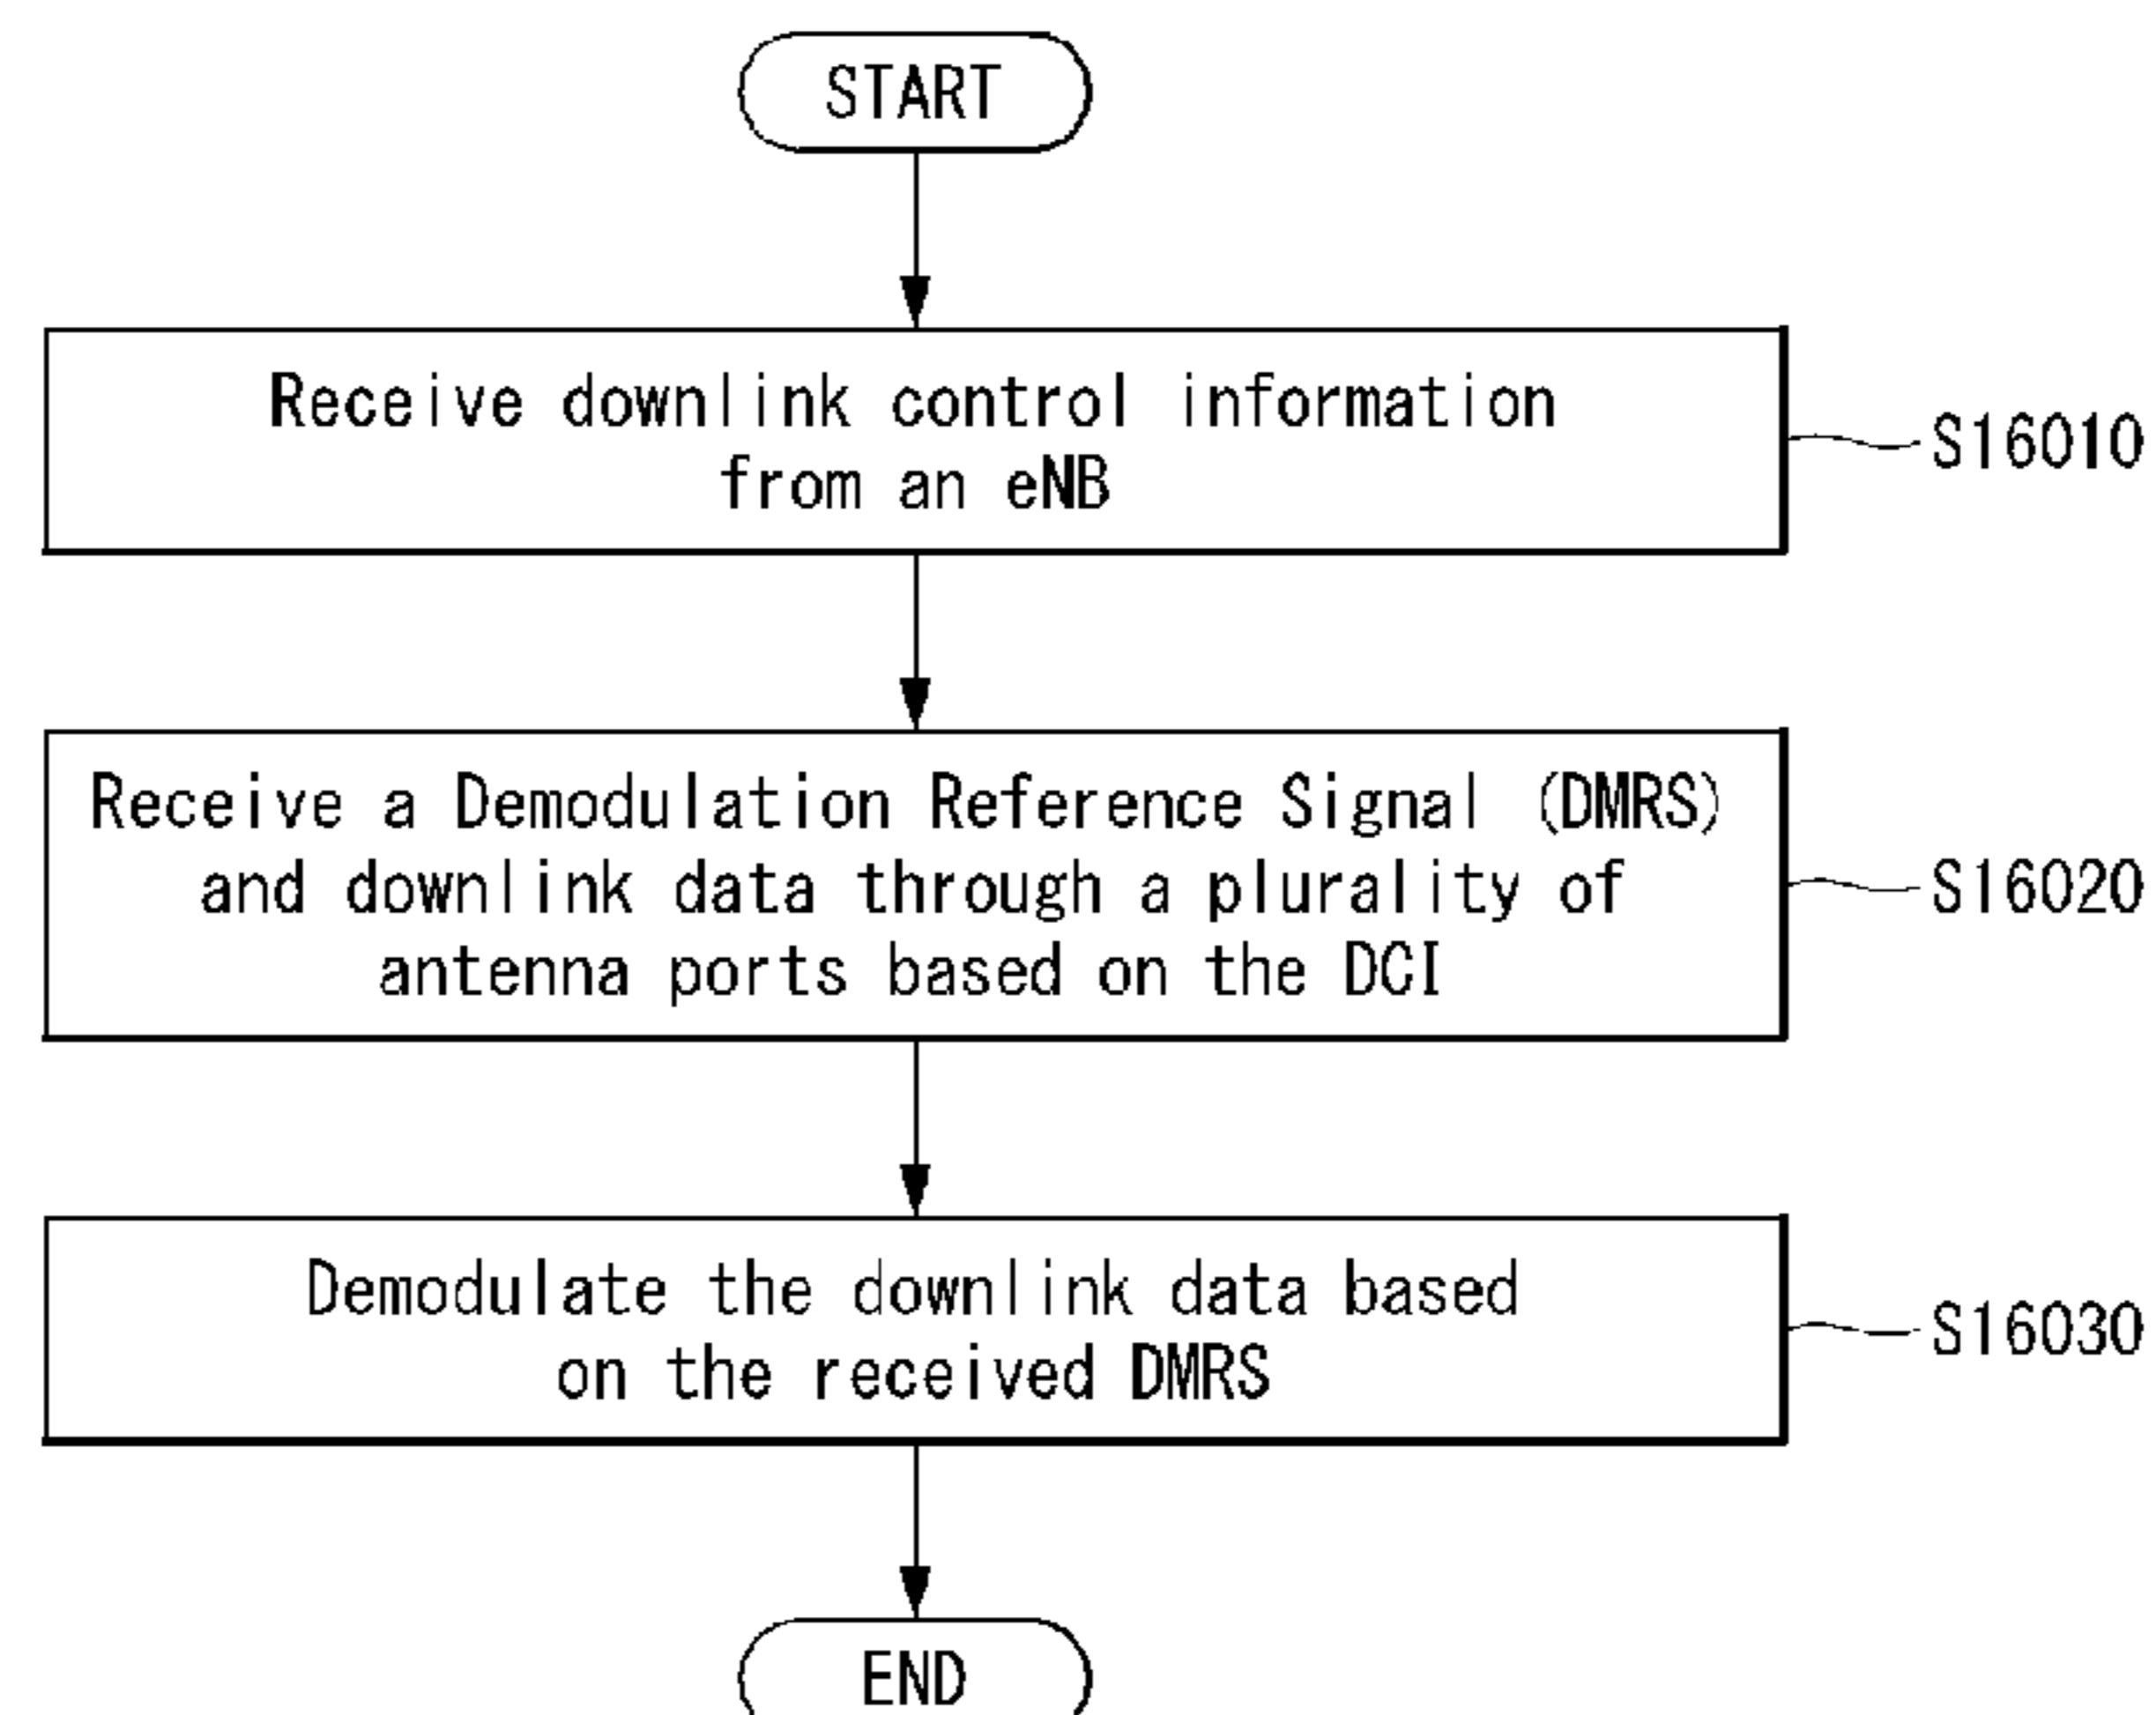 START
Receive downlink control information
from an eNB
S16010
Receive a Demodulation Reference Signal (DMRS)
and downlink data through a plurality of
antenna ports based on the DCI
S16020
Demodulate the downlink data based
on the received DMRS
S16030
END